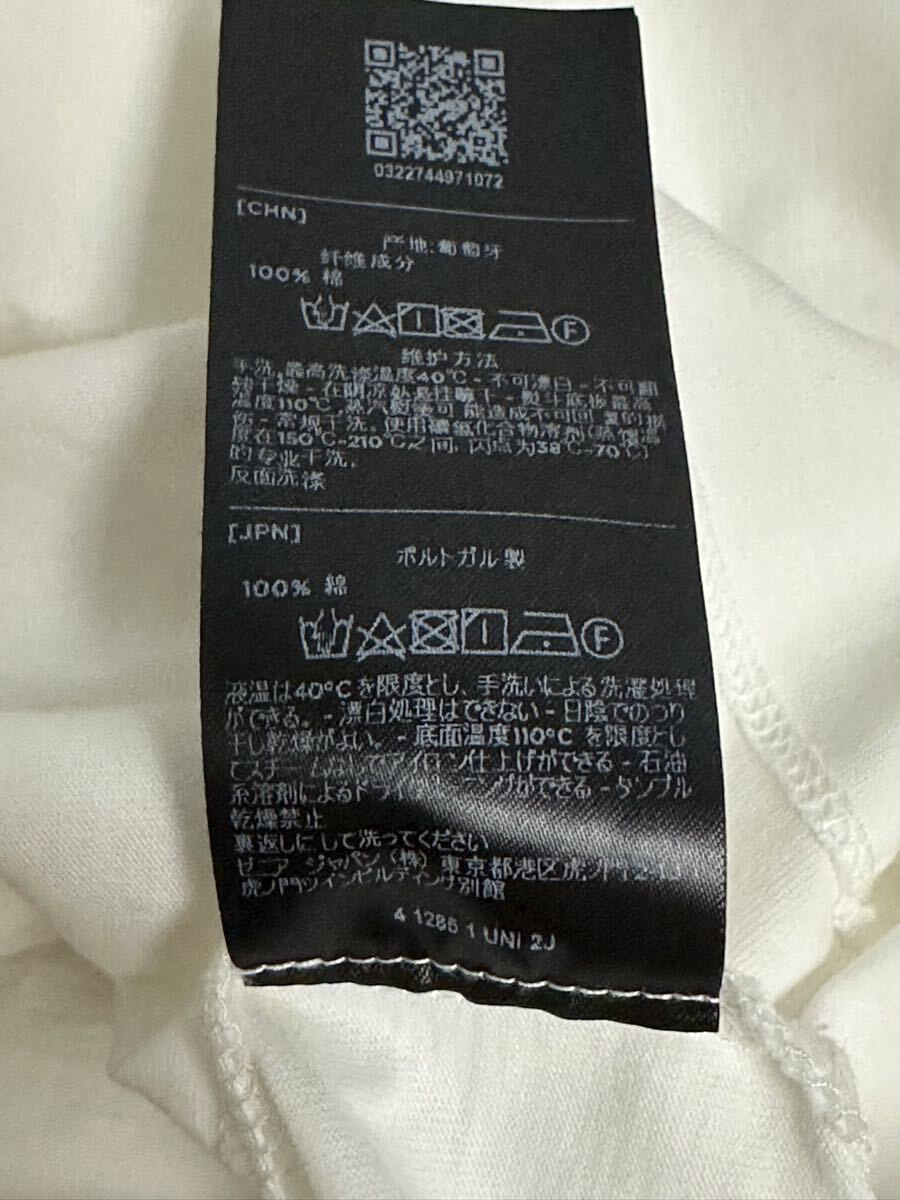 0322744971072
[CHN]
产地:葡萄牙
纤维成分
100% 棉
F
维护方法
手洗,最高洗涤温度40°C - 不可漂白 - 不可翻
转干燥 - 在阴凉处悬挂晾干 - 熨斗底板最高
温度110°C,蒸汽熨烫可能造成不可回复的损
伤 - 常规干洗,使用碳氢化合物溶剂(蒸馏温
度在150°C-210°C之间,闪点为38°C-70°C)
的专业干洗,
反面洗涤
[JPN]
ポルトガル製
100% 綿
F
液温は40°Cを限度とし、手洗いによる洗濯処理
ができる。- 漂白処理はできない - 日陰でのつり
干し乾燥がよい。- 底面温度110°Cを限度とし
てスチームなしでアイロン仕上げができる - 石油
系溶剤によるドライクリーニングができる - タンブル
乾燥禁止
裏返しにして洗ってください
ジャパン(株) 東京都港区虎ノ門
虎ノ門ツインビルディング別館
4 1286 1 UNI 2J